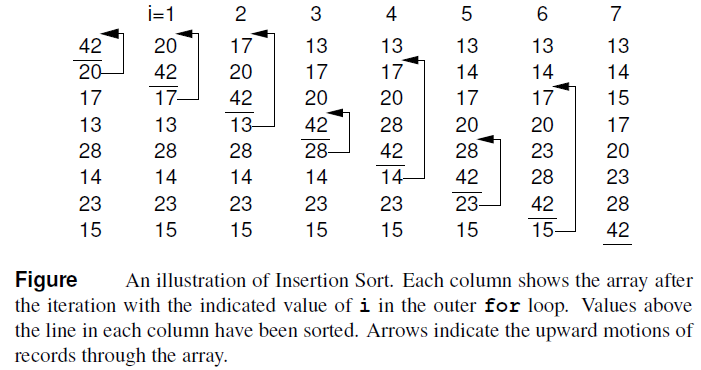 i=1 2 3 4 5 6 7
42 20 17 13 13 13 13 13
20 42 20 17 17 14 14 14
17 17 42 20 20 17 17 15
13 13 13 42 28 20 20 17
28 28 28 28 42 28 23 20
14 14 14 14 14 42 28 23
23 23 23 23 23 23 42 28
15 15 15 15 15 15 15 42
Figure An illustration of Insertion Sort. Each column shows the array after
the iteration with the indicated value of i in the outer for loop. Values above
the line in each column have been sorted. Arrows indicate the upward motions of
records through the array.